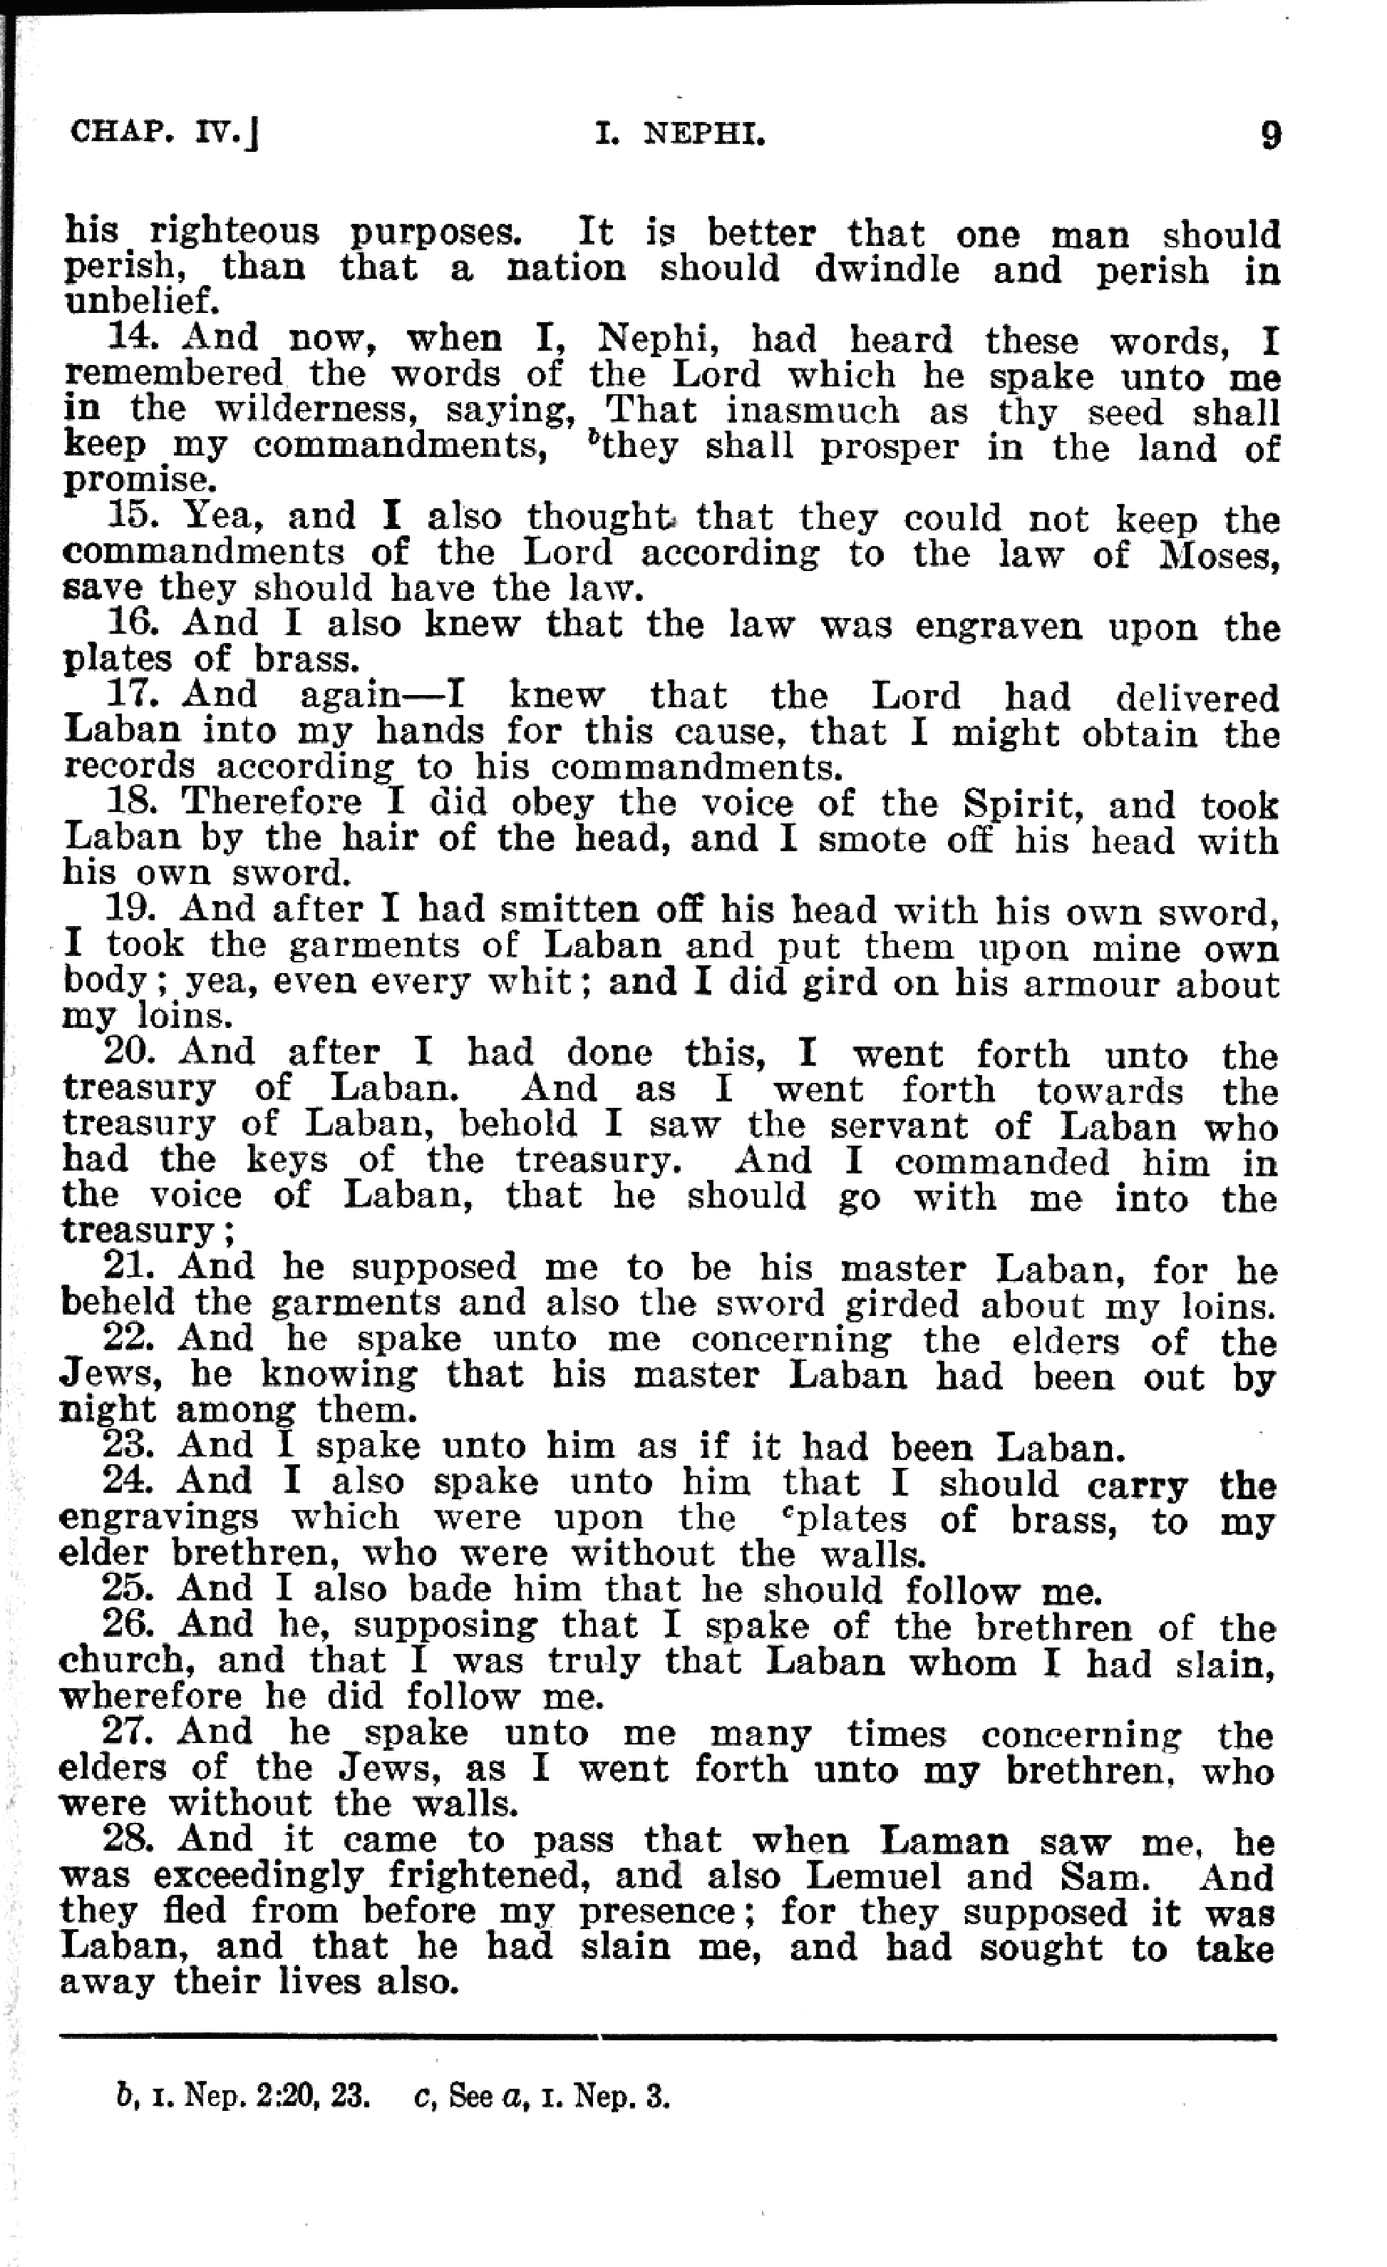 CHAP. IV.]
I. NEPHI.
9
his righteous purposes. It is better that one man should
perish, than that a nation should dwindle and perish in
unbelief.
14. And now, when I, Nephi, had heard these words, I
remembered the words of the Lord which he spake unto me
in the wilderness, saying, That inasmuch as thy seed shall
keep my commandments, bthey shall prosper in the land of
promise.
15. Yea, and I also thought that they could not keep the
commandments of the Lord according to the law of Moses,
save they should have the law.
16. And I also knew that the law was engraven upon the
plates of brass.
17. And again—I knew that the Lord had delivered
Laban into my hands for this cause, that I might obtain the
records according to his commandments.
18. Therefore I did obey the voice of the Spirit, and took
Laban by the hair of the head, and I smote off his head with
his own sword.
19. And after I had smitten off his head with his own sword,
I took the garments of Laban and put them upon mine own
body; yea, even every whit; and I did gird on his armour about
my loins.
20. And after I had done this, I went forth unto the
treasury of Laban. And as I went forth towards the
treasury of Laban, behold I saw the servant of Laban who
had the keys of the treasury. And I commanded him in
the voice of Laban, that he should go with me into the
treasury;
21. And he supposed me to be his master Laban, for he
beheld the garments and also the sword girded about my loins.
22. And he spake unto me concerning the elders of the
Jews, he knowing that his master Laban had been out by
night among them.
23. And I spake unto him as if it had been Laban.
24. And I also spake unto him that I should carry the
engravings which were upon the cplates of brass, to my
elder brethren, who were without the walls.
25. And I also bade him that he should follow me.
26. And he, supposing that I spake of the brethren of the
church, and that I was truly that Laban whom I had slain,
wherefore he did follow me.
27. And he spake unto me many times concerning the
elders of the Jews, as I went forth unto my brethren, who
were without the walls.
28. And it came to pass that when Laman saw me, he
was exceedingly frightened, and also Lemuel and Sam. And
they fled from before my presence; for they supposed it was
Laban, and that he had slain me, and had sought to take
away their lives also.
b, I. Nep. 2:20, 23. c, See a, I. Nep. 3.